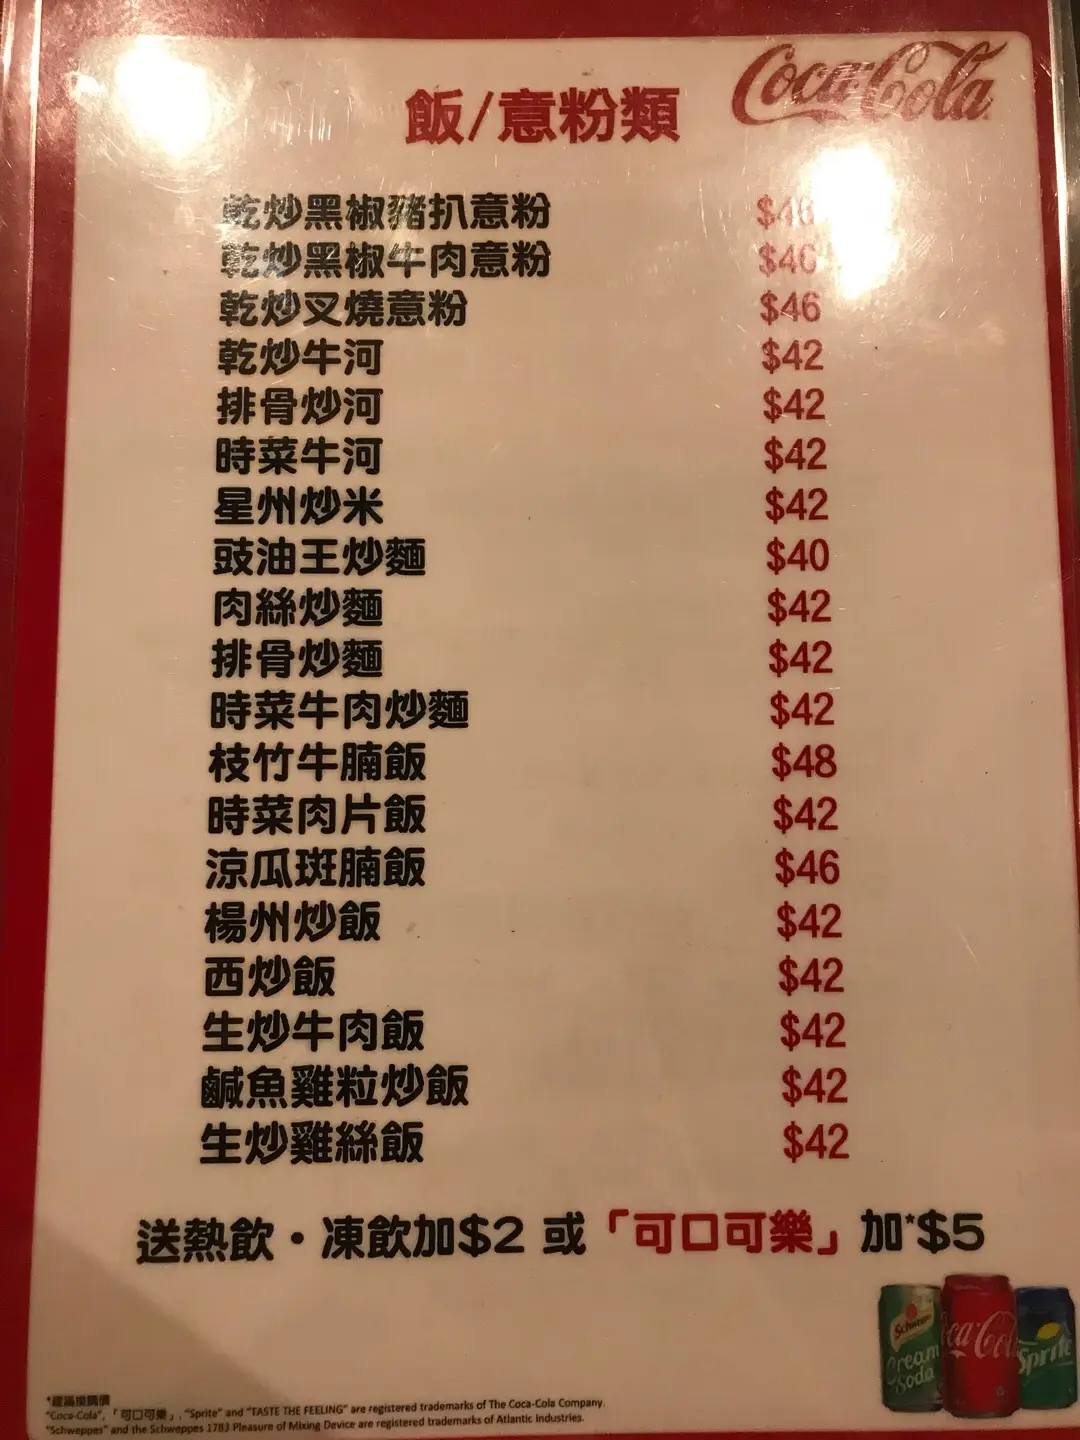 Coca-Cola
飯/意粉類
乾炒黑椒豬扒意粉 $46
乾炒黑椒牛肉意粉 $46
乾炒叉燒意粉 $46
乾炒牛河 $42
排骨炒河 $42
時菜牛河 $42
星州炒米 $42
豉油王炒麵 $40
肉絲炒麵 $42
排骨炒麵 $42
時菜牛肉炒麵 $42
枝竹牛腩飯 $48
時菜肉片飯 $42
涼瓜斑腩飯 $46
楊州炒飯 $42
西炒飯 $42
生炒牛肉飯 $42
鹹魚雞粒炒飯 $42
生炒雞絲飯 $42
送熱飲・凍飲加$2 或「可口可樂」加*$5
Schweppes Cream Soda
Coca-Cola
Sprite
*建議換購價
"Coca-Cola", 「可口可樂」, "Sprite" and "TASTE THE FEELING" are registered trademarks of The Coca-Cola Company.
"Schweppes" and the Schweppes 1783 Pleasure of Mixing Device are registered trademarks of Atlantic Industries.